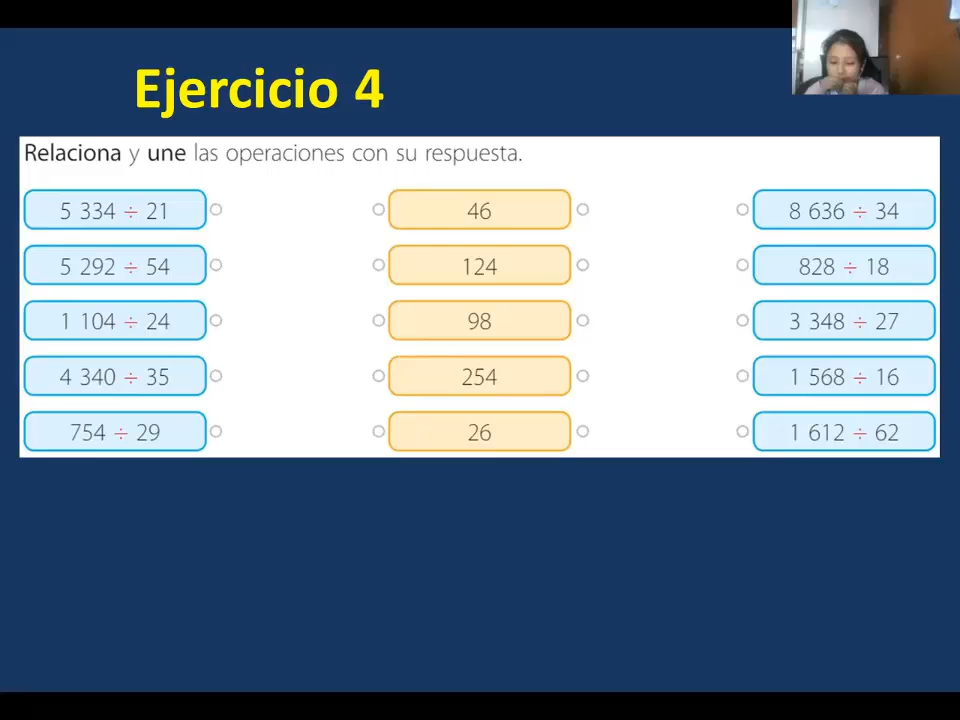 Ejercicio 4
Relaciona y une las operaciones con su respuesta.
5 334 ÷ 21 46 8 636 ÷ 34
5 292 ÷ 54 124 828 ÷ 18
1 104 ÷ 24 98 3 348 ÷ 27
4 340 ÷ 35 254 1 568 ÷ 16
754 ÷ 29 26 1 612 ÷ 62